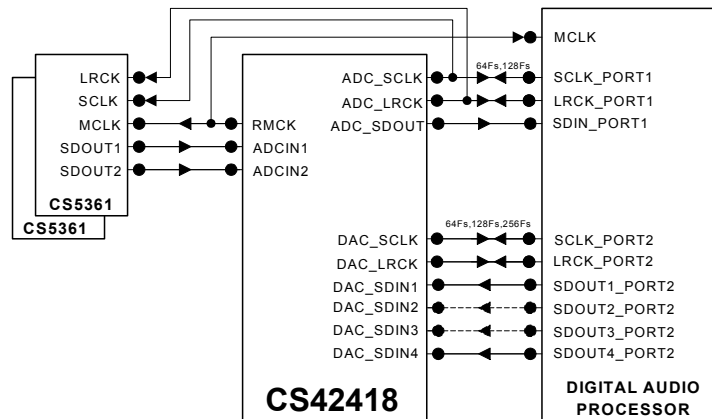 LRCK
SCLK
MCLK
SDOUT1
SDOUT2
CS5361
CS5361
RMCK
ADCIN1
ADCIN2
ADC_SCLK
ADC_LRCK
ADC_SDOUT
DAC_SCLK
DAC_LRCK
DAC_SDIN1
DAC_SDIN2
DAC_SDIN3
DAC_SDIN4
CS42418
64Fs,128Fs
64Fs,128Fs,256Fs
MCLK
SCLK_PORT1
LRCK_PORT1
SDIN_PORT1
SCLK_PORT2
LRCK_PORT2
SDOUT1_PORT2
SDOUT2_PORT2
SDOUT3_PORT2
SDOUT4_PORT2
DIGITAL AUDIO
PROCESSOR